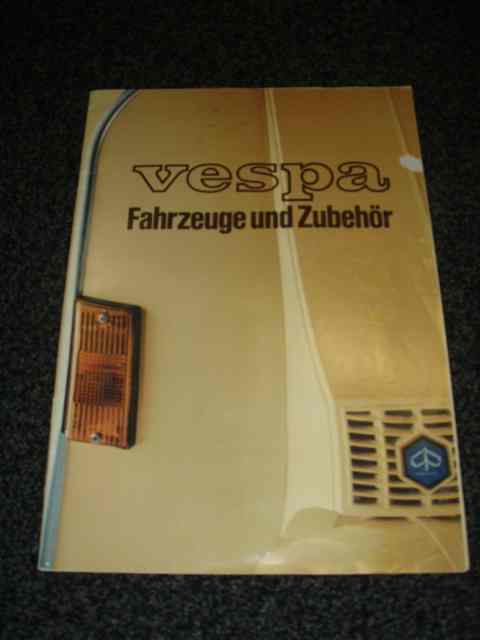 vespa
Fahrzeuge und Zubehör